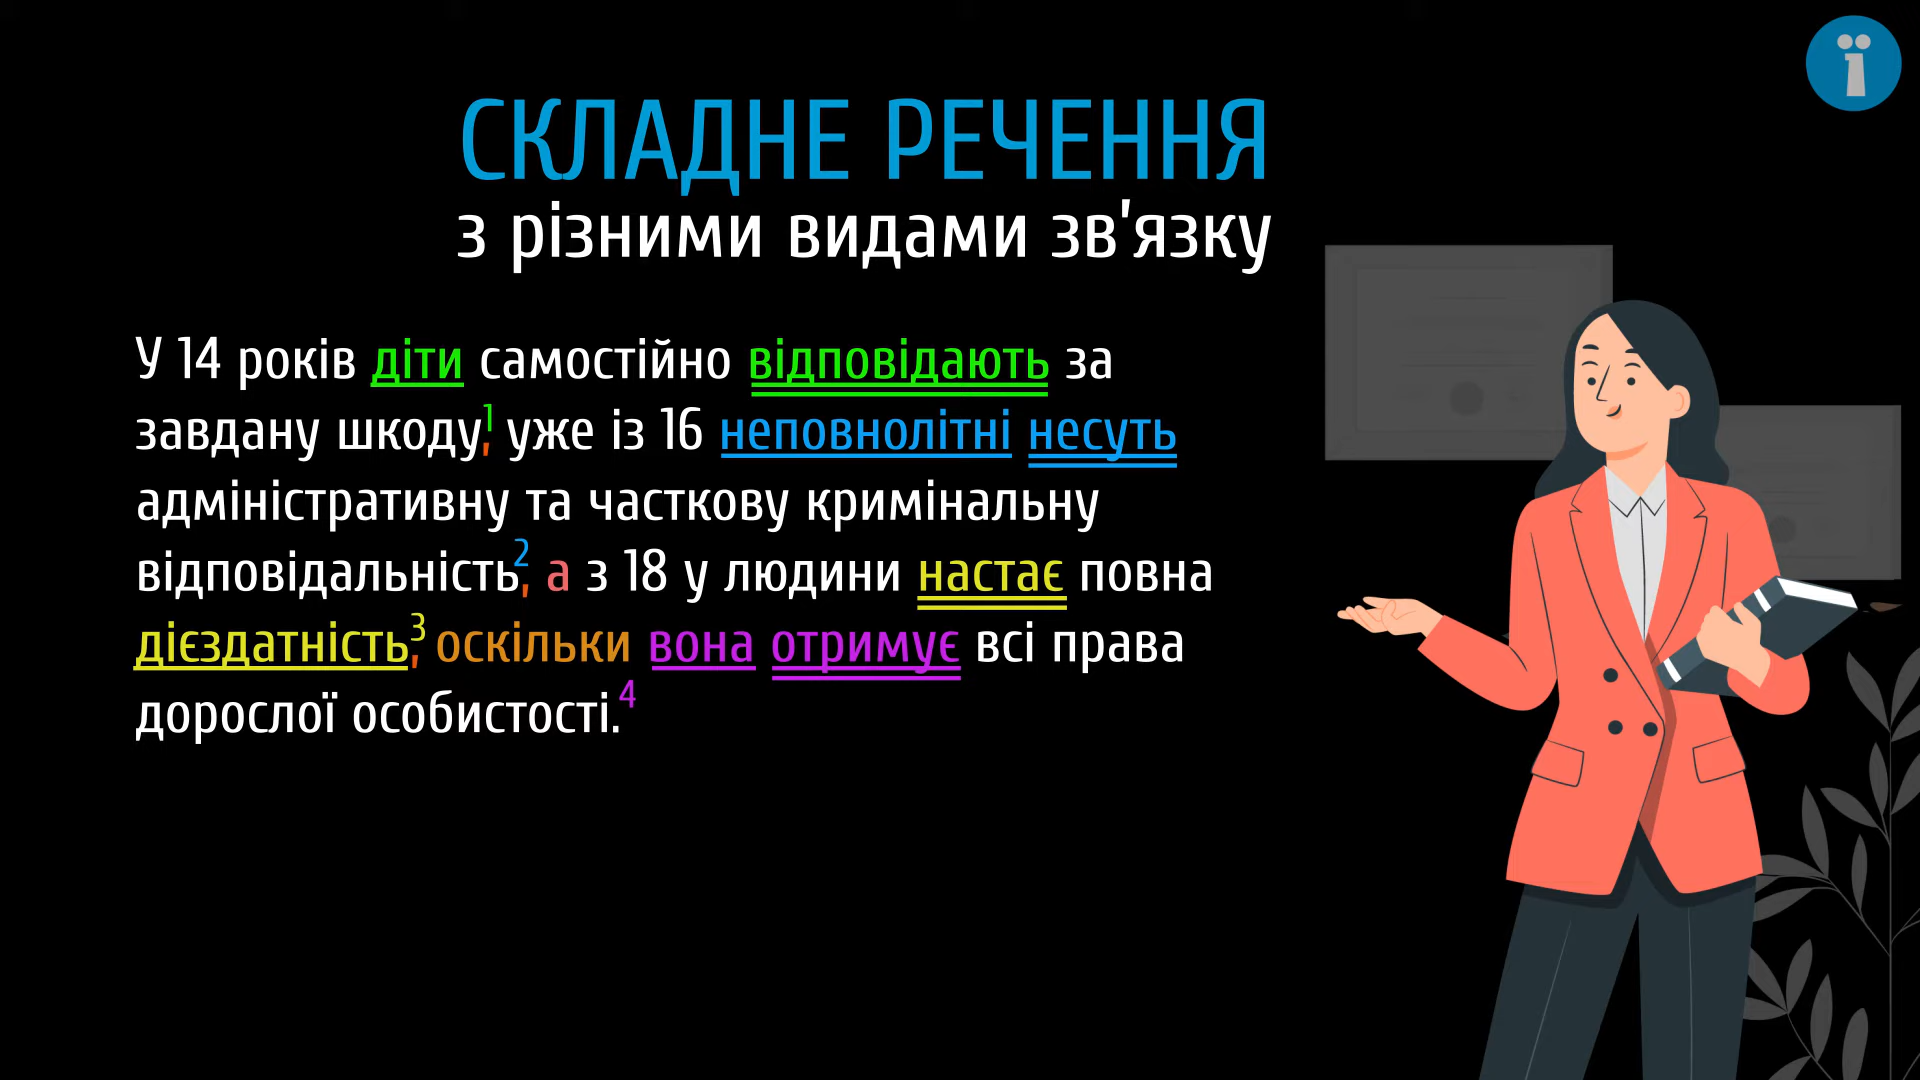 ї
СКЛАДНЕ РЕЧЕННЯ
з різними видами зв'язку
У 14 років діти самостійно відповідають за
завдану шкоду,¹ уже із 16 неповнолітні несуть
адміністративну та часткову кримінальну
відповідальність,² а з 18 у людини настає повна
дієздатність,³ оскільки вона отримує всі права
дорослої особистості.⁴